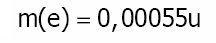 m(e) = 0,00055u